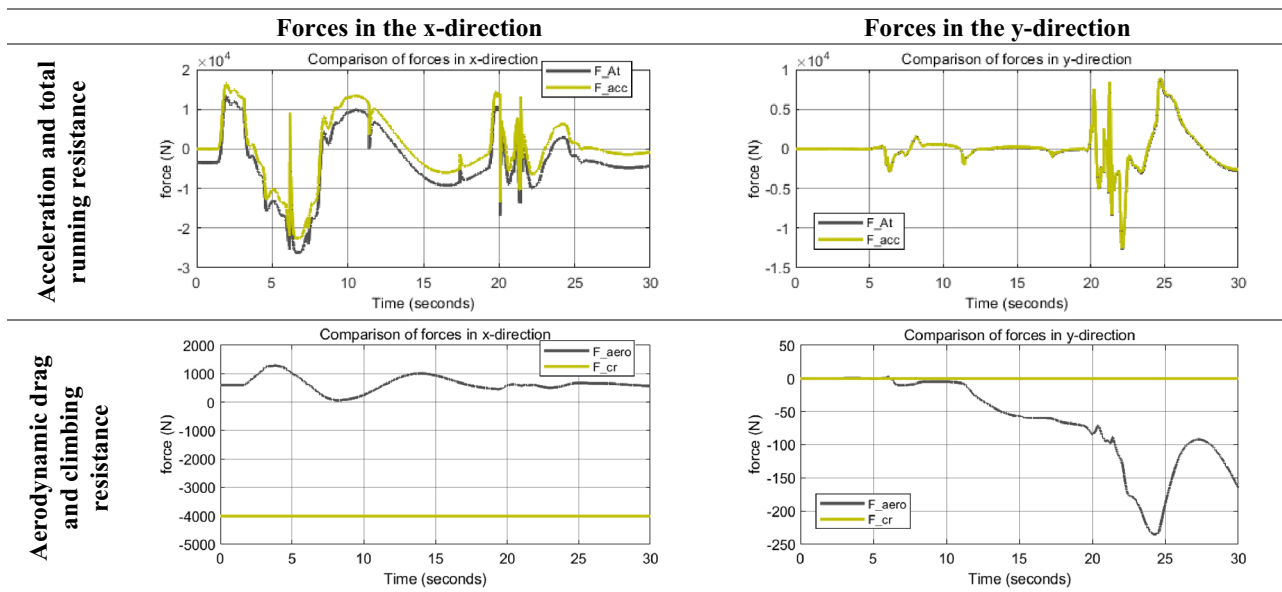 Forces in the x-direction
Forces in the y-direction
Acceleration and total
running resistance
Comparison of forces in x-direction
×10^4
F_At
F_acc
force (N)
2
1
0
-1
-2
-3
0
5
10
15
20
25
30
Time (seconds)
Comparison of forces in y-direction
×10^4
F_At
F_acc
force (N)
1
0.5
0
-0.5
-1
-1.5
0
5
10
15
20
25
30
Time (seconds)
Aerodynamic drag
and climbing
resistance
Comparison of forces in x-direction
F_aero
F_cr
force (N)
2000
1000
0
1000
2000
3000
-4000
-5000
0
5
10
15
20
25
30
Time (seconds)
Comparison of forces in y-direction
F_aero
F_cr
force (N)
50
0
-50
-100
-150
-200
-250
0
5
10
15
20
25
30
Time (seconds)